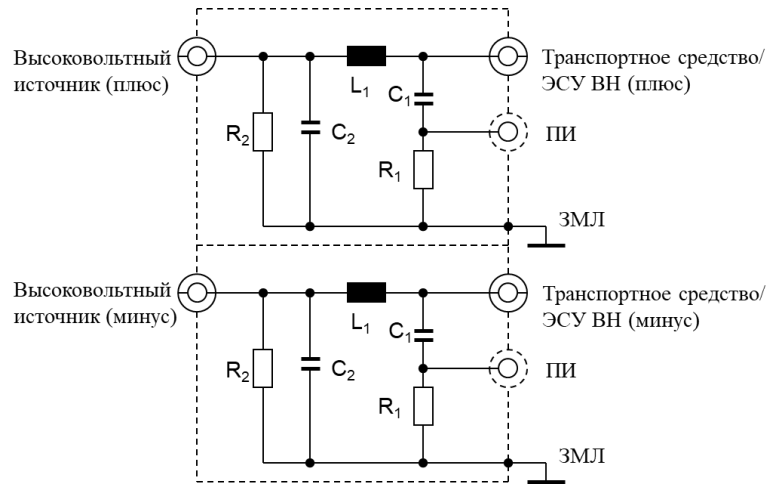 Высоковольтный
источник (плюс)
Транспортное средство/
ЭСУ ВН (плюс)
L1
C1
R2
C2
ПИ
R1
ЗМЛ
Высоковольтный
источник (минус)
Транспортное средство/
ЭСУ ВН (минус)
L1
C1
R2
C2
ПИ
R1
ЗМЛ